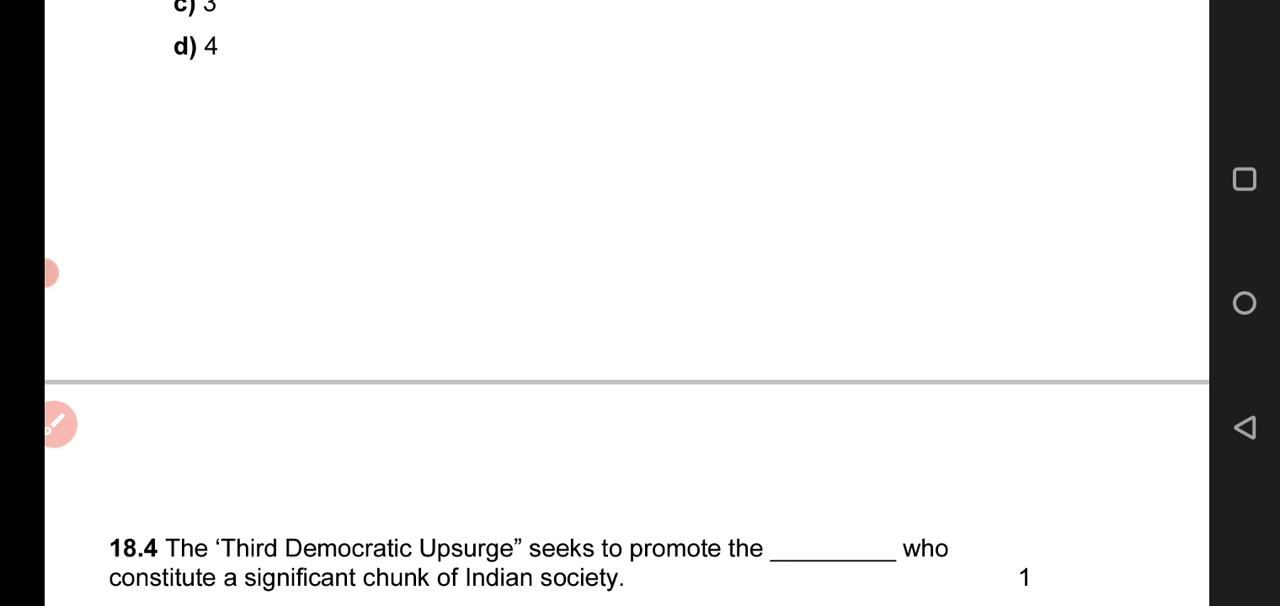 c) 3
d) 4
18.4 The ‘Third Democratic Upsurge” seeks to promote the _________ who
constitute a significant chunk of Indian society. 1